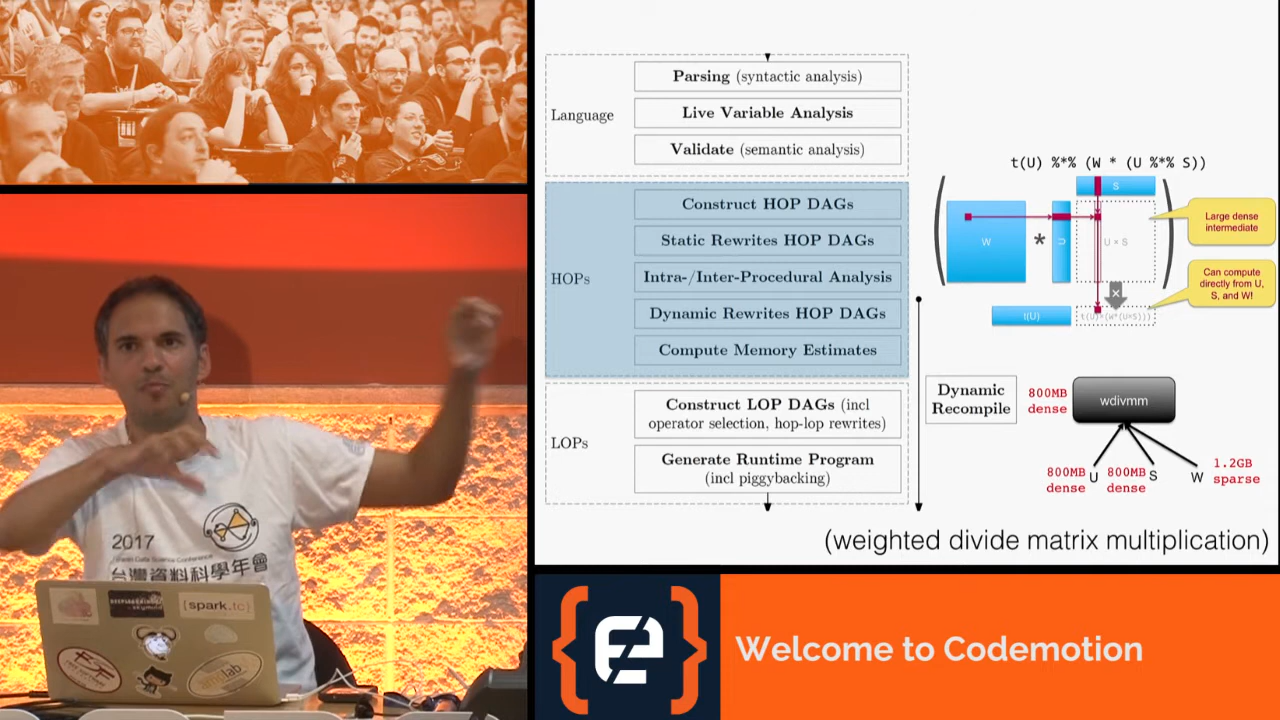 Language
Parsing (syntactic analysis)
Live Variable Analysis
Validate (semantic analysis)
HOPs
Construct HOP DAGs
Static Rewrites HOP DAGs
Intra-/Inter-Procedural Analysis
Dynamic Rewrites HOP DAGs
Compute Memory Estimates
LOPs
Construct LOP DAGs (incl
operator selection, hop-lop rewrites)
Generate Runtime Program
(incl piggybacking)
Dynamic
Recompile
t(U) %*% (W * (U %*% S))
S
W
*
U
U × S
Large dense
intermediate
Can compute
directly from U,
S, and W!
×
t(U)
t(U)×(W*(U×S)))
800MB
dense
wdivmm
800MB
dense
U
800MB
dense
S
W
1.2GB
sparse
(weighted divide matrix multiplication)
2017
台灣資料科學年會
{spark.tc}
amplab
Welcome to Codemotion